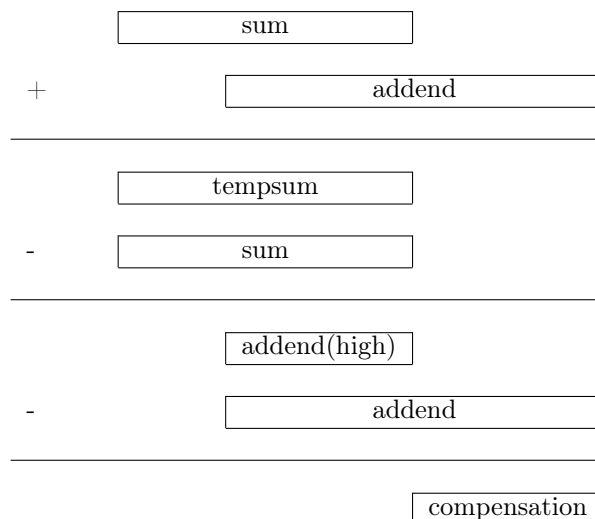 sum
+ addend
tempsum
- sum
addend(high)
- addend
compensation